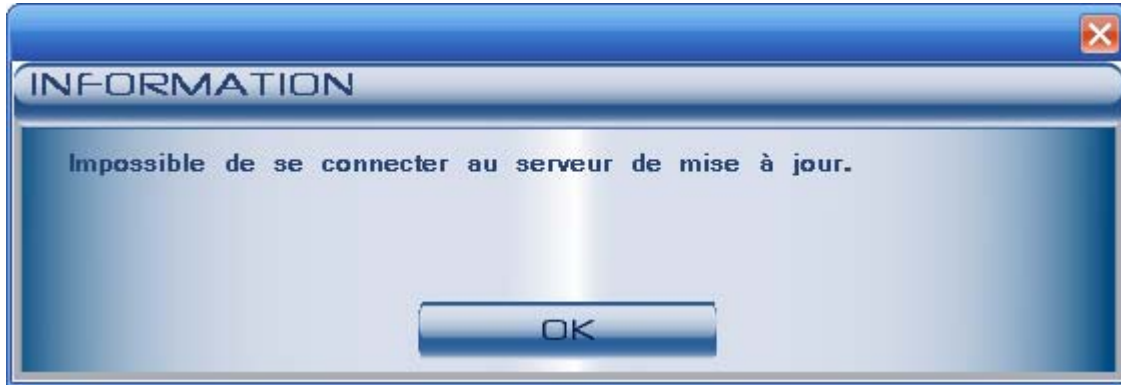 INFORMATION
Impossible de se connecter au serveur de mise à jour.
OK